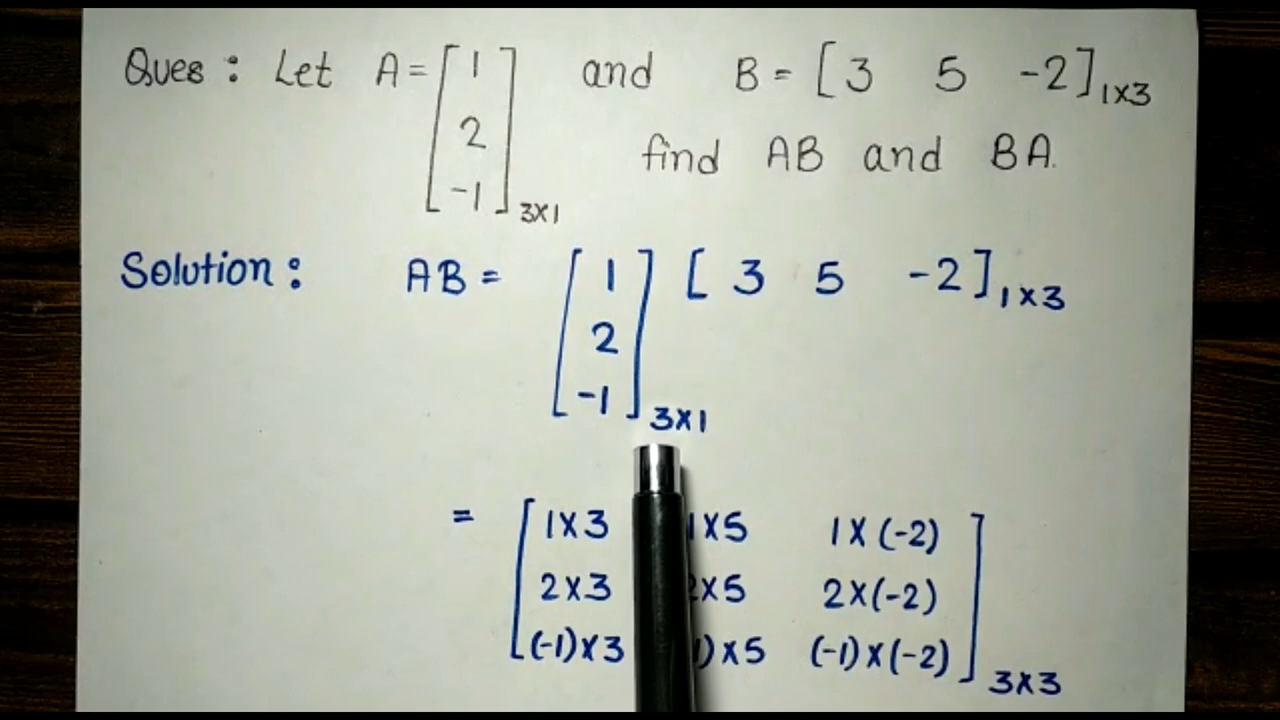 Ques : Let A = [ 1 ] and B = [ 3 5 -2 ] 1X3
2
-1 3X1
find AB and BA.
Solution : AB = [ 1 ] [ 3 5 -2 ] 1X3
2
-1 3X1
= [ 1X3 1X5 1X(-2) ]
2X3 2X5 2X(-2)
(-1)X3 )X5 (-1)X(-2) 3X3